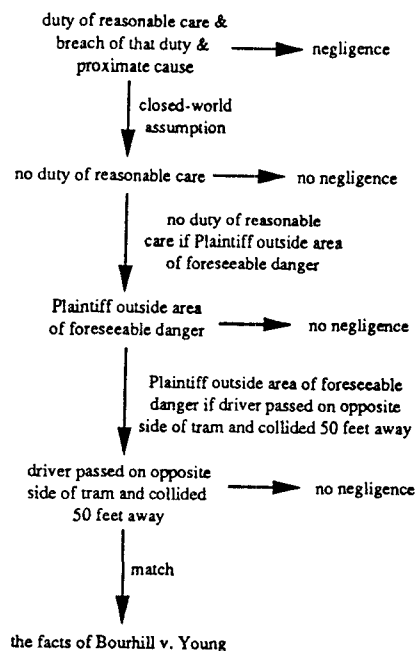 duty of reasonable care &
breach of that duty &
proximate cause
negligence
closed-world
assumption
no duty of reasonable care
no negligence
no duty of reasonable
care if Plaintiff outside area
of foreseeable danger
Plaintiff outside area
of foreseeable danger
no negligence
Plaintiff outside area of foreseeable
danger if driver passed on opposite
side of tram and collided 50 feet away
driver passed on opposite
side of tram and collided
50 feet away
no negligence
match
the facts of Bourhill v. Young